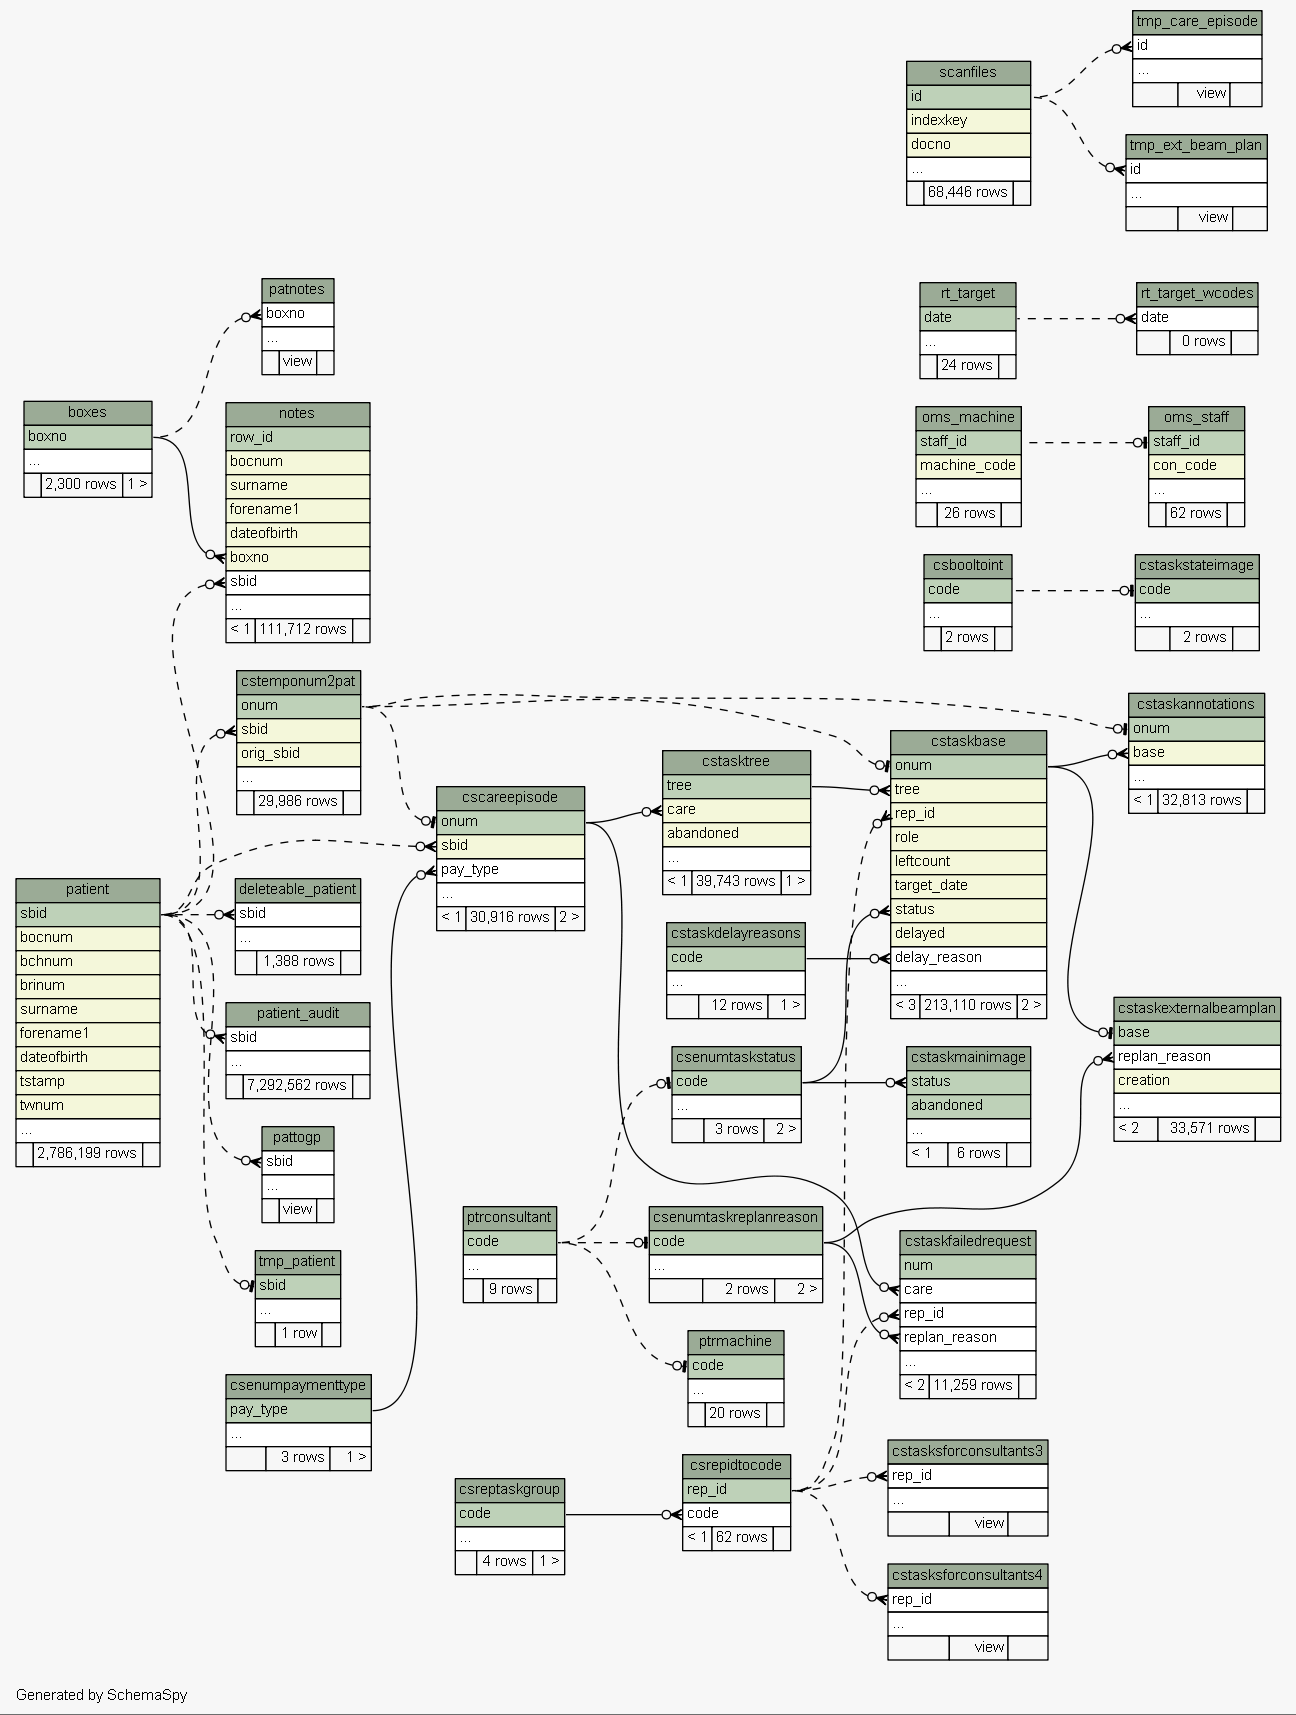 tmp_care_episode
id
...
view
scanfiles
id
indexkey
docno
...
68,446 rows
tmp_ext_beam_plan
id
...
view
patnotes
boxno
...
view
rt_target
date
...
24 rows
rt_target_wcodes
date
0 rows
boxes
boxno
...
2,300 rows 1 >
notes
row_id
bocnum
surname
forename1
dateofbirth
boxno
sbid
...
< 1 111,712 rows
oms_machine
staff_id
machine_code
...
26 rows
oms_staff
staff_id
con_code
...
62 rows
csbooltoint
code
...
2 rows
cstaskstateimage
code
...
2 rows
cstemponum2pat
onum
sbid
orig_sbid
...
29,986 rows
cstaskannotations
onum
base
...
< 1 32,813 rows
cstaskbase
onum
tree
rep_id
role
leftcount
target_date
status
delayed
delay_reason
...
< 3 213,110 rows 2 >
cstasktree
tree
care
abandoned
...
< 1 39,743 rows 1 >
cscareepisode
onum
sbid
pay_type
...
< 1 30,916 rows 2 >
patient
sbid
bocnum
bchnum
brinum
surname
forename1
dateofbirth
tstamp
twnum
...
2,786,199 rows
deleteable_patient
sbid
...
1,388 rows
cstaskdelayreasons
code
...
12 rows 1 >
patient_audit
sbid
...
7,292,562 rows
cstaskexternalbeamplan
base
replan_reason
creation
...
< 2 33,571 rows
csenumtaskstatus
code
...
3 rows 2 >
cstaskmainimage
status
abandoned
...
< 1 6 rows
pattogp
sbid
...
view
ptrconsultant
code
...
9 rows
csenumtaskreplanreason
code
...
2 rows 2 >
cstaskfailedrequest
num
care
rep_id
replan_reason
...
< 2 11,259 rows
tmp_patient
sbid
...
1 row
ptrmachine
code
...
20 rows
csenumpaymenttype
pay_type
...
3 rows 1 >
cstasksforconsultants3
rep_id
...
view
csrepidtocode
rep_id
code
< 1 62 rows
csreptaskgroup
code
...
4 rows 1 >
cstasksforconsultants4
rep_id
...
view
Generated by SchemaSpy